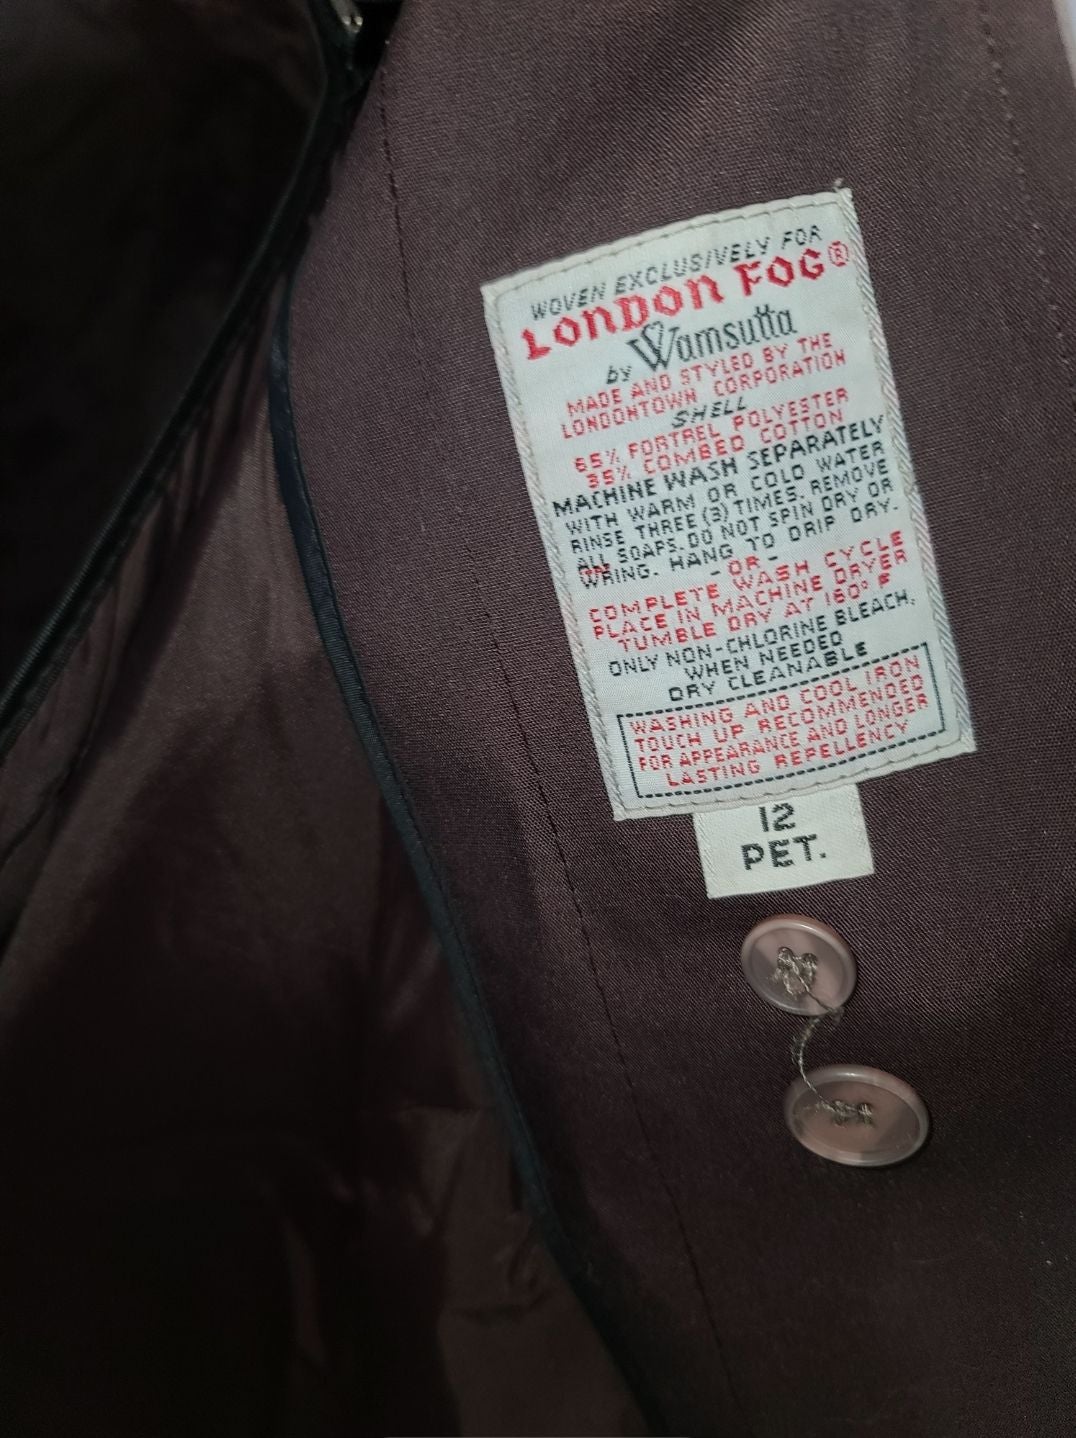 WOVEN EXCLUSIVELY FOR
LONDON FOG®
by Wamsutta
MADE AND STYLED BY THE
LONDONTOWN CORPORATION
SHELL
65% FORTREL POLYESTER
35% COMBED COTTON
MACHINE WASH SEPARATELY
WITH WARM OR COLD WATER
RINSE THREE (3) TIMES. REMOVE
ALL SOAPS. DO NOT SPIN DRY OR
WRING. HANG TO DRIP DRY.
- OR -
COMPLETE WASH CYCLE
PLACE IN MACHINE DRYER
TUMBLE DRY AT 160° F
ONLY NON-CHLORINE BLEACH,
WHEN NEEDED
DRY CLEANABLE
WASHING AND COOL IRON
TOUCH UP RECOMMENDED
FOR APPEARANCE AND LONGER
LASTING REPELLENCY
12
PET.